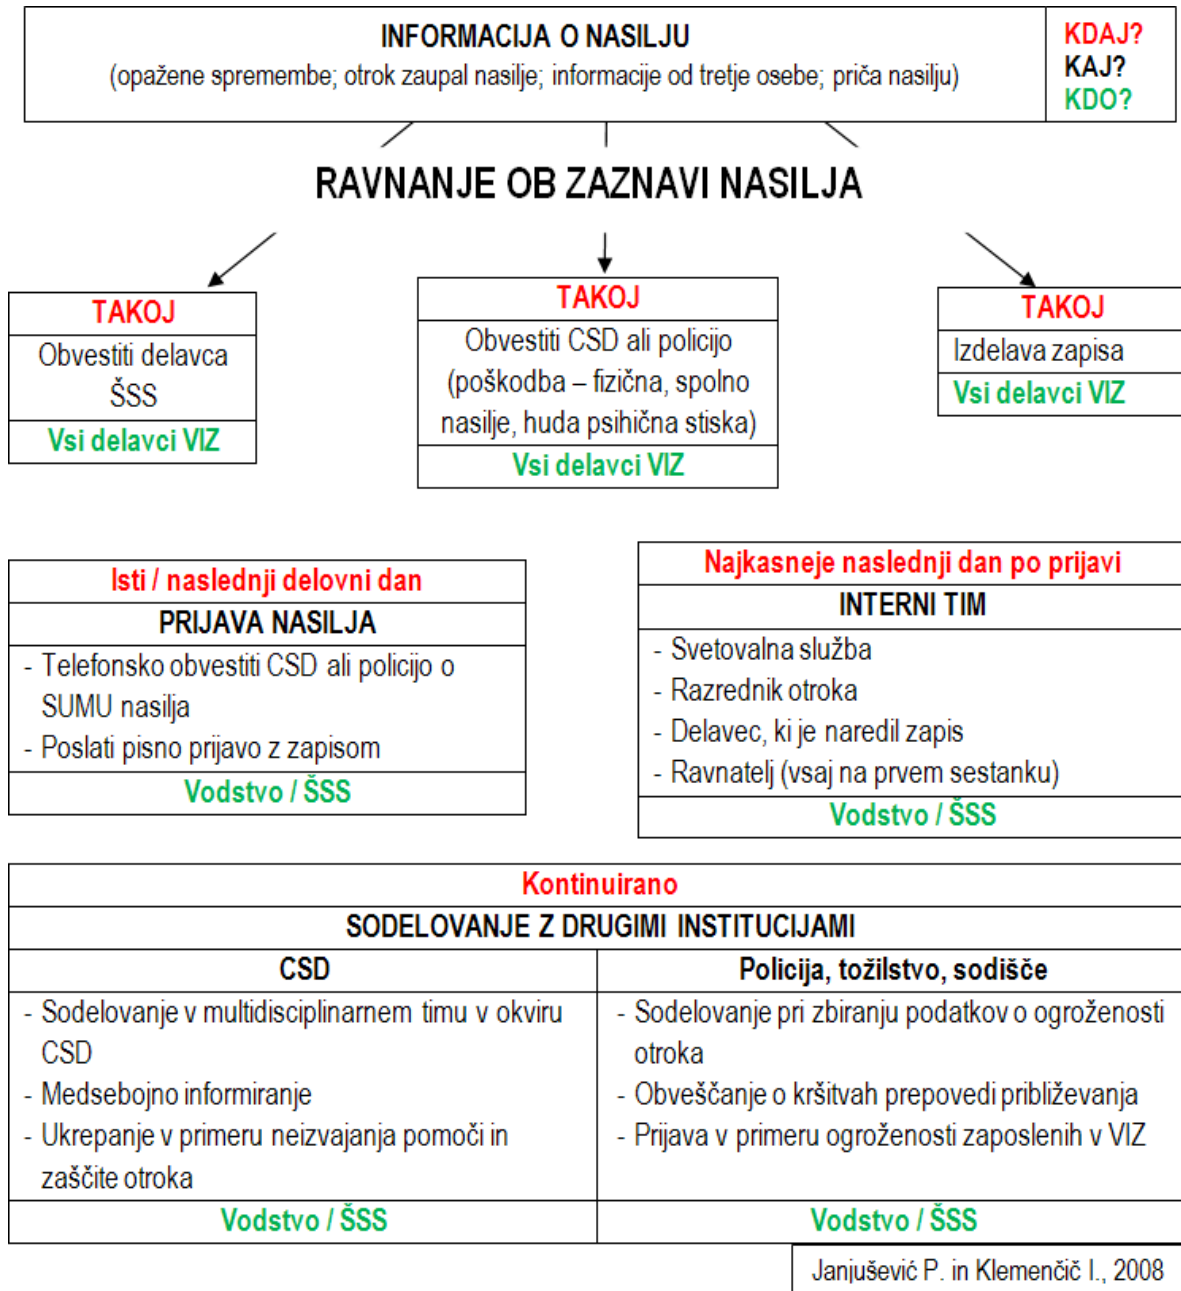 INFORMACIJA O NASILJU
(opažene spremembe; otrok zaupal nasilje; informacije od tretje osebe; priča nasilju)
KDAJ?
KAJ?
KDO?
RAVNANJE OB ZAZNAVI NASILJA
TAKOJ
Obvestiti delavca
ŠSS
Vsi delavci VIZ
TAKOJ
Obvestiti CSD ali policijo
(poškodba – fizična, spolno
nasilje, huda psihična stiska)
Vsi delavci VIZ
TAKOJ
Izdelava zapisa
Vsi delavci VIZ
Isti / naslednji delovni dan
PRIJAVA NASILJA
- Telefonsko obvestiti CSD ali policijo o
SUMU nasilja
- Poslati pisno prijavo z zapisom
Vodstvo / ŠSS
Najkasneje naslednji dan po prijavi
INTERNI TIM
- Svetovalna služba
- Razrednik otroka
- Delavec, ki je naredil zapis
- Ravnatelj (vsaj na prvem sestanku)
Vodstvo / ŠSS
Kontinuirano
SODELOVANJE Z DRUGIMI INSTITUCIJAMI
CSD
- Sodelovanje v multidisciplinarnem timu v okviru
CSD
- Medsebojno informiranje
- Ukrepanje v primeru neizvajanja pomoči in
zaščite otroka
Vodstvo / ŠSS
Policija, tožilstvo, sodišče
- Sodelovanje pri zbiranju podatkov o ogroženosti
otroka
- Obveščanje o kršitvah prepovedi približevanja
- Prijava v primeru ogroženosti zaposlenih v VIZ
Vodstvo / ŠSS
Janjušević P. in Klemenčič I., 2008